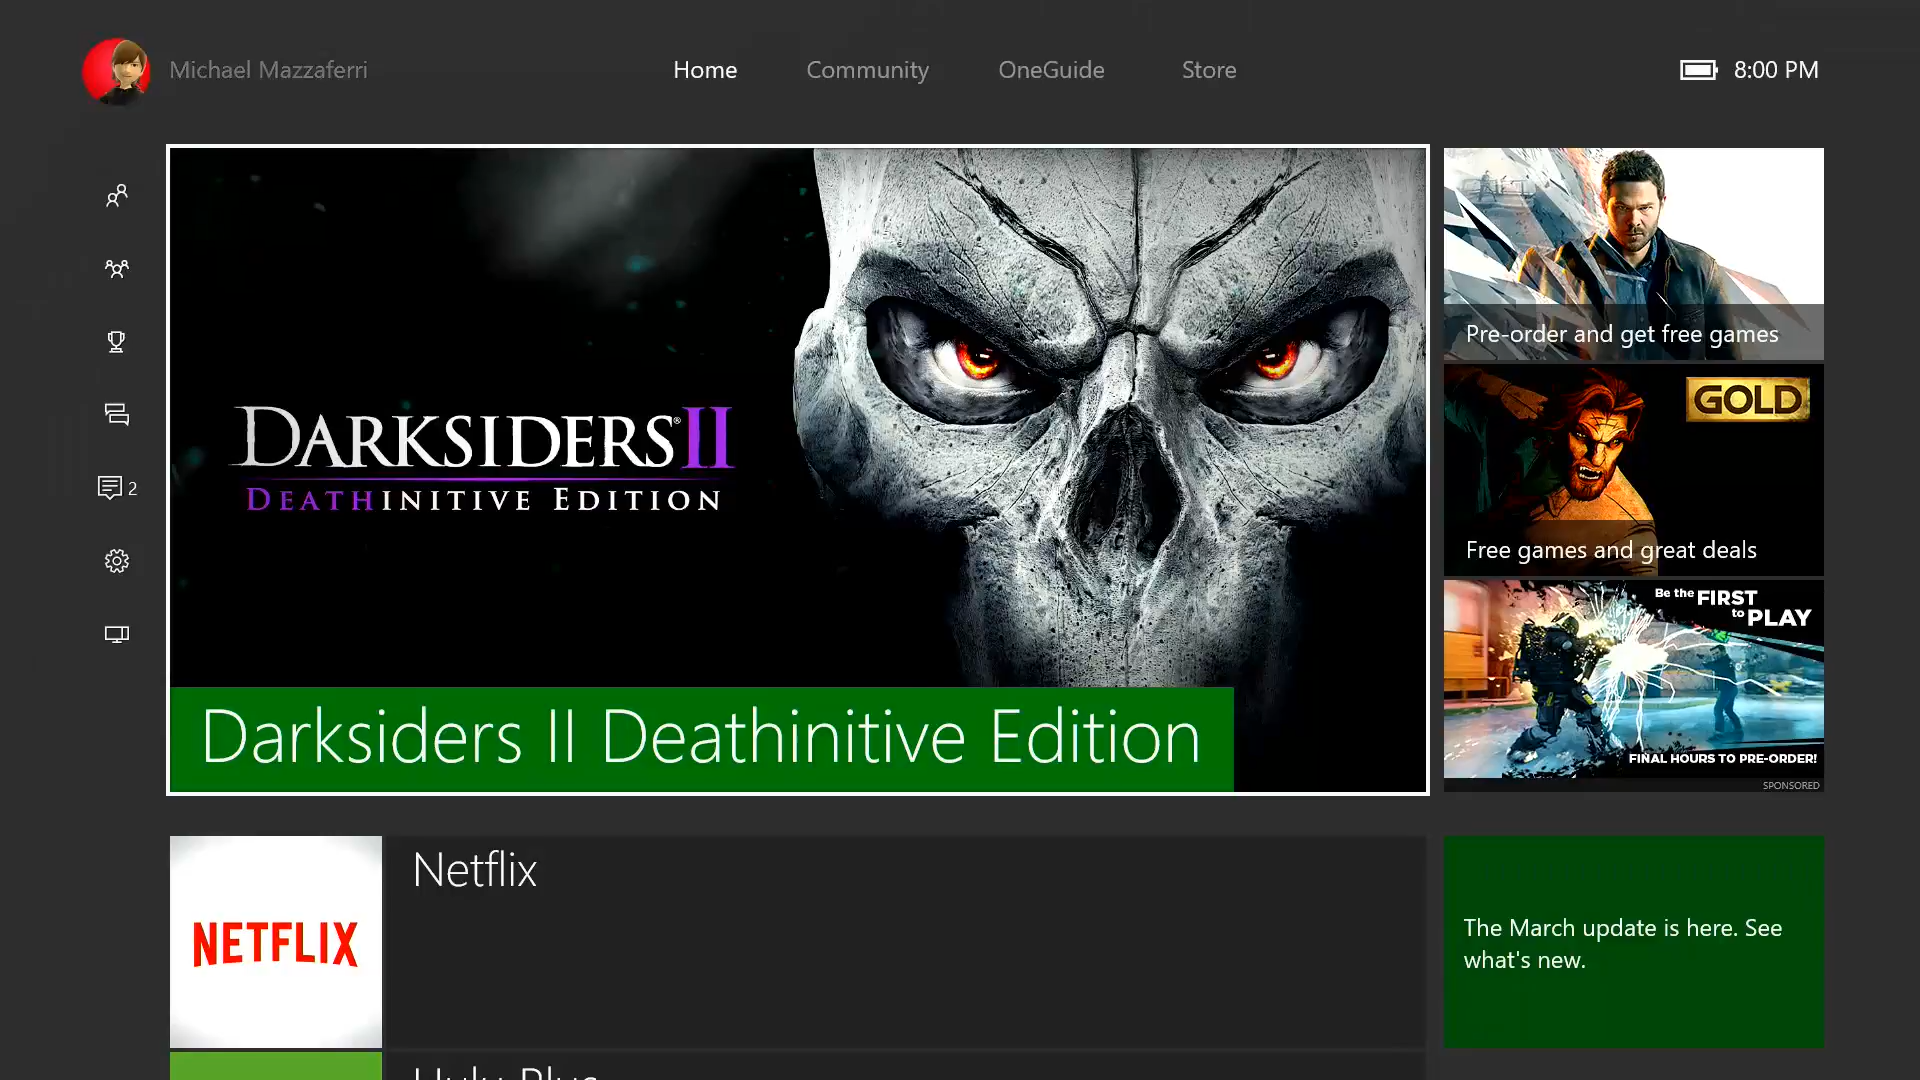 Michael Mazzaferri
Home
Community
OneGuide
Store
8:00 PM
2
DARKSIDERS® II
DEATHINITIVE EDITION
Darksiders II Deathinitive Edition
Pre-order and get free games
GOLD
Free games and great deals
Be the FIRST
to PLAY
FINAL HOURS TO PRE-ORDER!
SPONSORED
NETFLIX
Netflix
The March update is here. See
what's new.
Hulu Plus